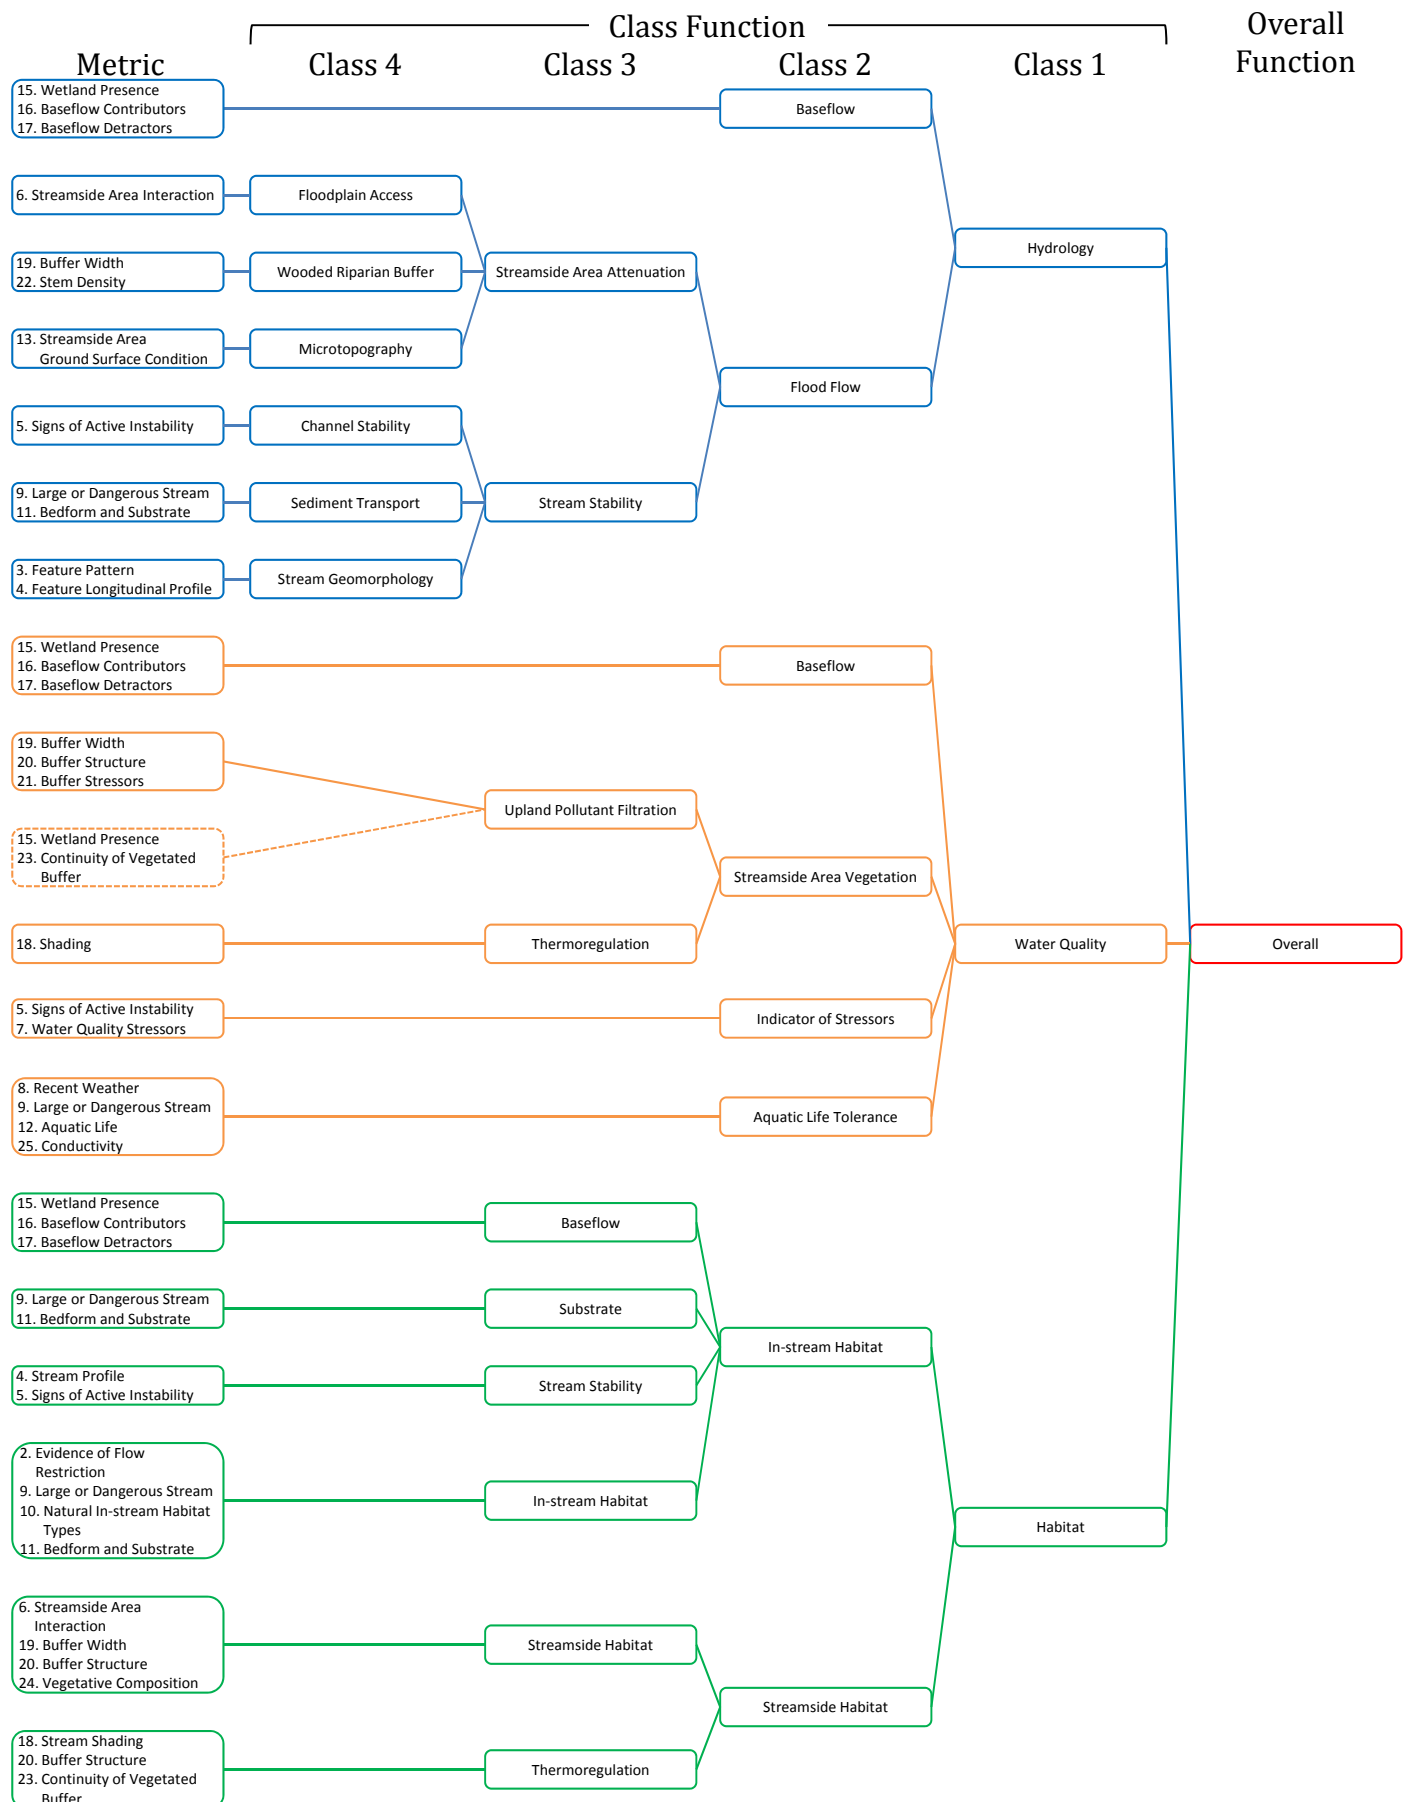 Class Function
Overall
Function
Metric
Class 4
Class 3
Class 2
Class 1
15. Wetland Presence
16. Baseflow Contributors
17. Baseflow Detractors
Baseflow
6. Streamside Area Interaction
Floodplain Access
Hydrology
19. Buffer Width
22. Stem Density
Wooded Riparian Buffer
Streamside Area Attenuation
13. Streamside Area
Ground Surface Condition
Microtopography
Flood Flow
5. Signs of Active Instability
Channel Stability
9. Large or Dangerous Stream
11. Bedform and Substrate
Sediment Transport
Stream Stability
3. Feature Pattern
4. Feature Longitudinal Profile
Stream Geomorphology
15. Wetland Presence
16. Baseflow Contributors
17. Baseflow Detractors
Baseflow
19. Buffer Width
20. Buffer Structure
21. Buffer Stressors
Upland Pollutant Filtration
15. Wetland Presence
23. Continuity of Vegetated
Buffer
Streamside Area Vegetation
18. Shading
Thermoregulation
Water Quality
Overall
5. Signs of Active Instability
7. Water Quality Stressors
Indicator of Stressors
8. Recent Weather
9. Large or Dangerous Stream
12. Aquatic Life
25. Conductivity
Aquatic Life Tolerance
15. Wetland Presence
16. Baseflow Contributors
17. Baseflow Detractors
Baseflow
9. Large or Dangerous Stream
11. Bedform and Substrate
Substrate
In-stream Habitat
4. Stream Profile
5. Signs of Active Instability
Stream Stability
2. Evidence of Flow
Restriction
9. Large or Dangerous Stream
10. Natural In-stream Habitat
Types
11. Bedform and Substrate
In-stream Habitat
Habitat
6. Streamside Area
Interaction
19. Buffer Width
20. Buffer Structure
24. Vegetative Composition
Streamside Habitat
Streamside Habitat
18. Stream Shading
20. Buffer Structure
23. Continuity of Vegetated
Buffer
Thermoregulation